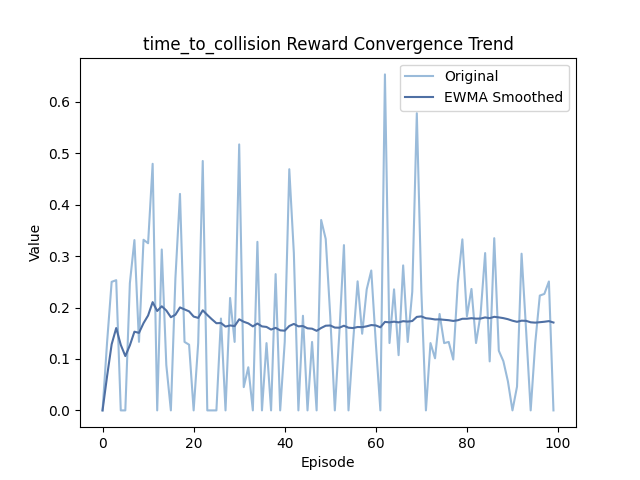 time_to_collision Reward Convergence Trend
Original
EWMA Smoothed
Value
0.6
0.5
0.4
0.3
0.2
0.1
0.0
0 20 40 60 80 100
Episode